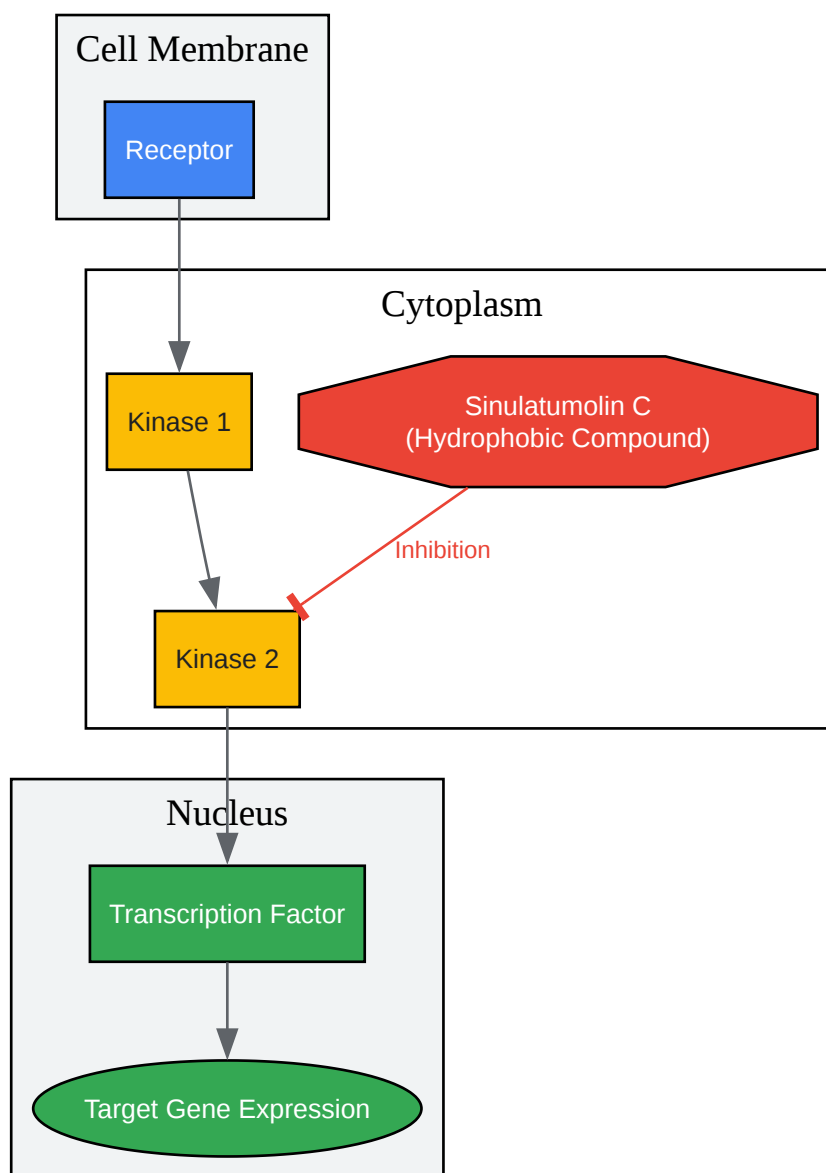 Cell Membrane
Receptor
Cytoplasm
Kinase 1
Sinulatumolin C
(Hydrophobic Compound)
Inhibition
Kinase 2
Nucleus
Transcription Factor
Target Gene Expression